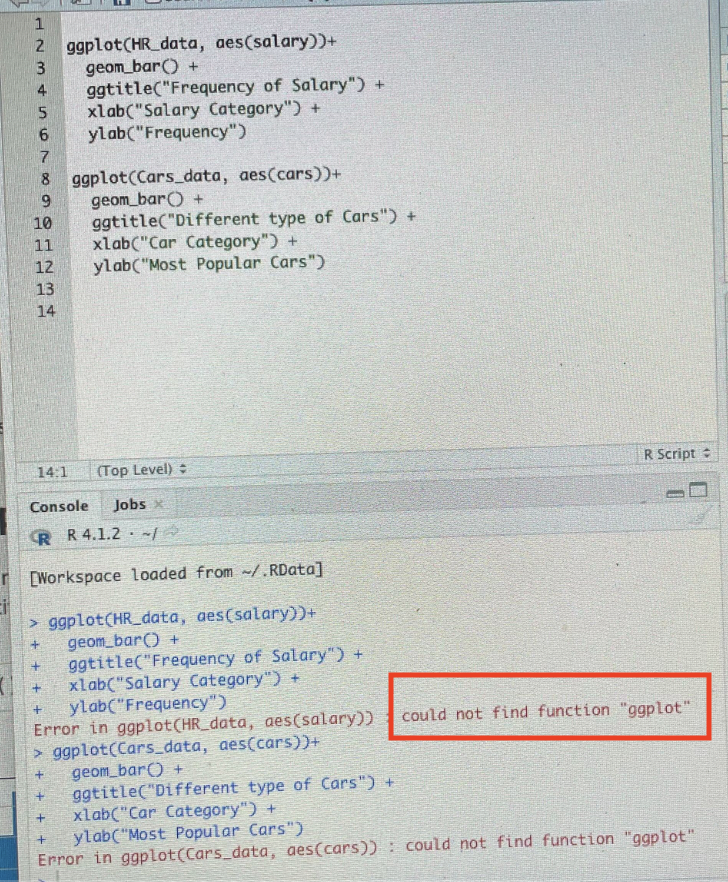 1
2 ggplot(HR_data, aes(salary))+
3 geom_bar() +
4 ggtitle("Frequency of Salary") +
5 xlab("Salary Category") +
6 ylab("Frequency")
7
8 ggplot(Cars_data, aes(cars))+
9 geom_bar() +
10 ggtitle("Different type of Cars") +
11 xlab("Car Category") +
12 ylab("Most Popular Cars")
13
14
14:1 (Top Level) R Script
Console Jobs
R R 4.1.2 · ~/
[Workspace loaded from ~/.RData]
> ggplot(HR_data, aes(salary))+
+ geom_bar() +
+ ggtitle("Frequency of Salary") +
+ xlab("Salary Category") +
+ ylab("Frequency")
Error in ggplot(HR_data, aes(salary)) : could not find function "ggplot"
> ggplot(Cars_data, aes(cars))+
+ geom_bar() +
+ ggtitle("Different type of Cars") +
+ xlab("Car Category") +
+ ylab("Most Popular Cars")
Error in ggplot(Cars_data, aes(cars)) : could not find function "ggplot"
>